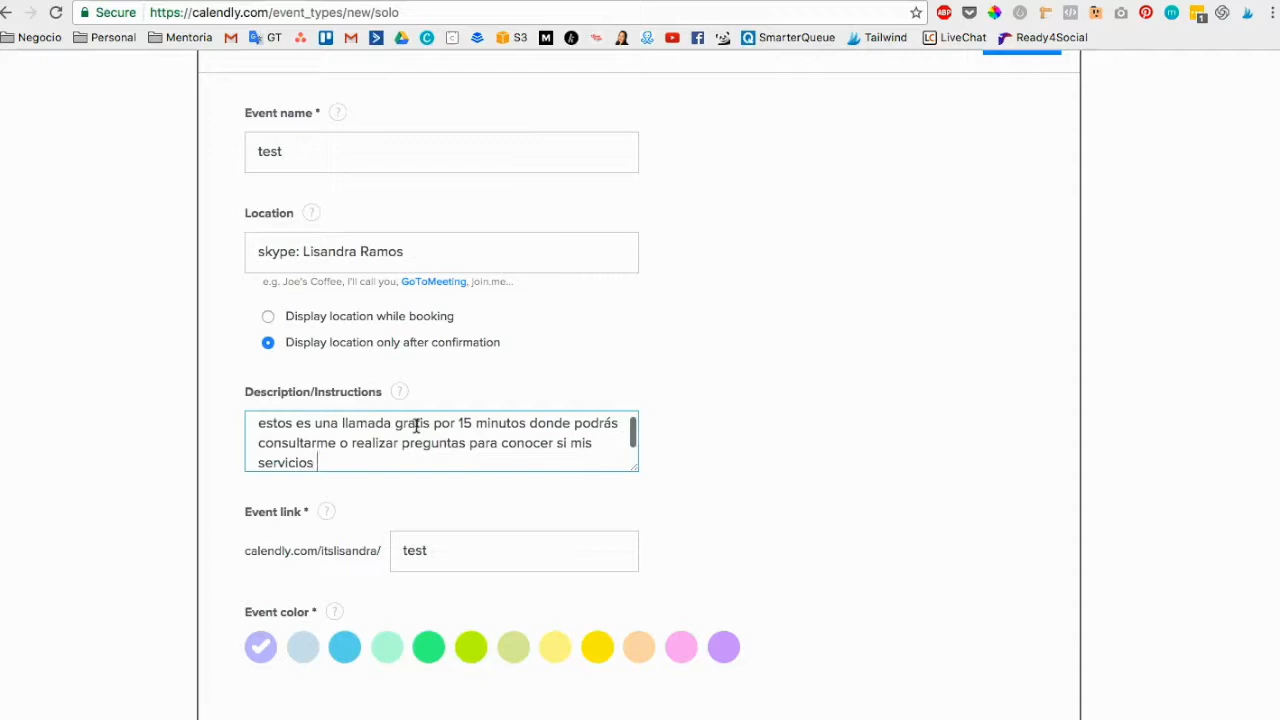 Secure https://calendly.com/event_types/new/solo
ABP 1
Negocio Personal Mentoria GT S3 SmarterQueue Tailwind LC LiveChat Ready4Social
Event name * ?
test
Location ?
skype: Lisandra Ramos
e.g. Joe's Coffee, I'll call you, GoToMeeting, join.me...
Display location while booking
Display location only after confirmation
Description/Instructions ?
estos es una llamada gratis por 15 minutos donde podrás
consultarme o realizar preguntas para conocer si mis
servicios
Event link * ?
calendly.com/itslisandra/ test
Event color * ?